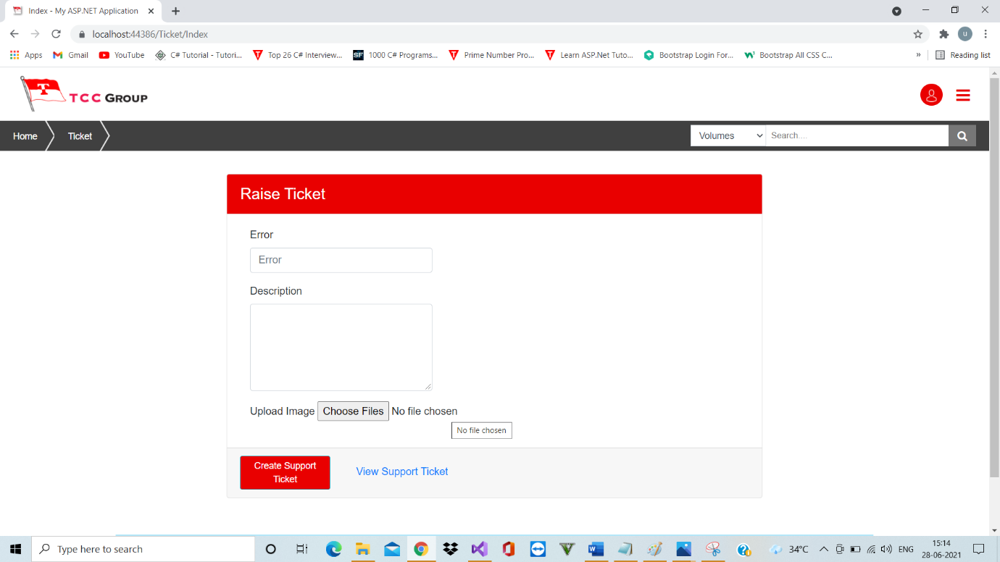 Index - My ASP.NET Application
localhost:44386/Ticket/Index
Apps Gmail YouTube C# Tutorial - Tutori... Top 26 C# Interview... SF 1000 C# Programs... Prime Number Pro... Learn ASP.Net Tuto... Bootstrap Login For... Bootstrap All CSS C... » Reading list
u
T TCC GROUP
Home Ticket Volumes Search....
Raise Ticket
Error
Error
Description
Upload Image Choose Files No file chosen
No file chosen
Create Support
Ticket
View Support Ticket
Type here to search
34°C ENG 15:14
28-06-2021